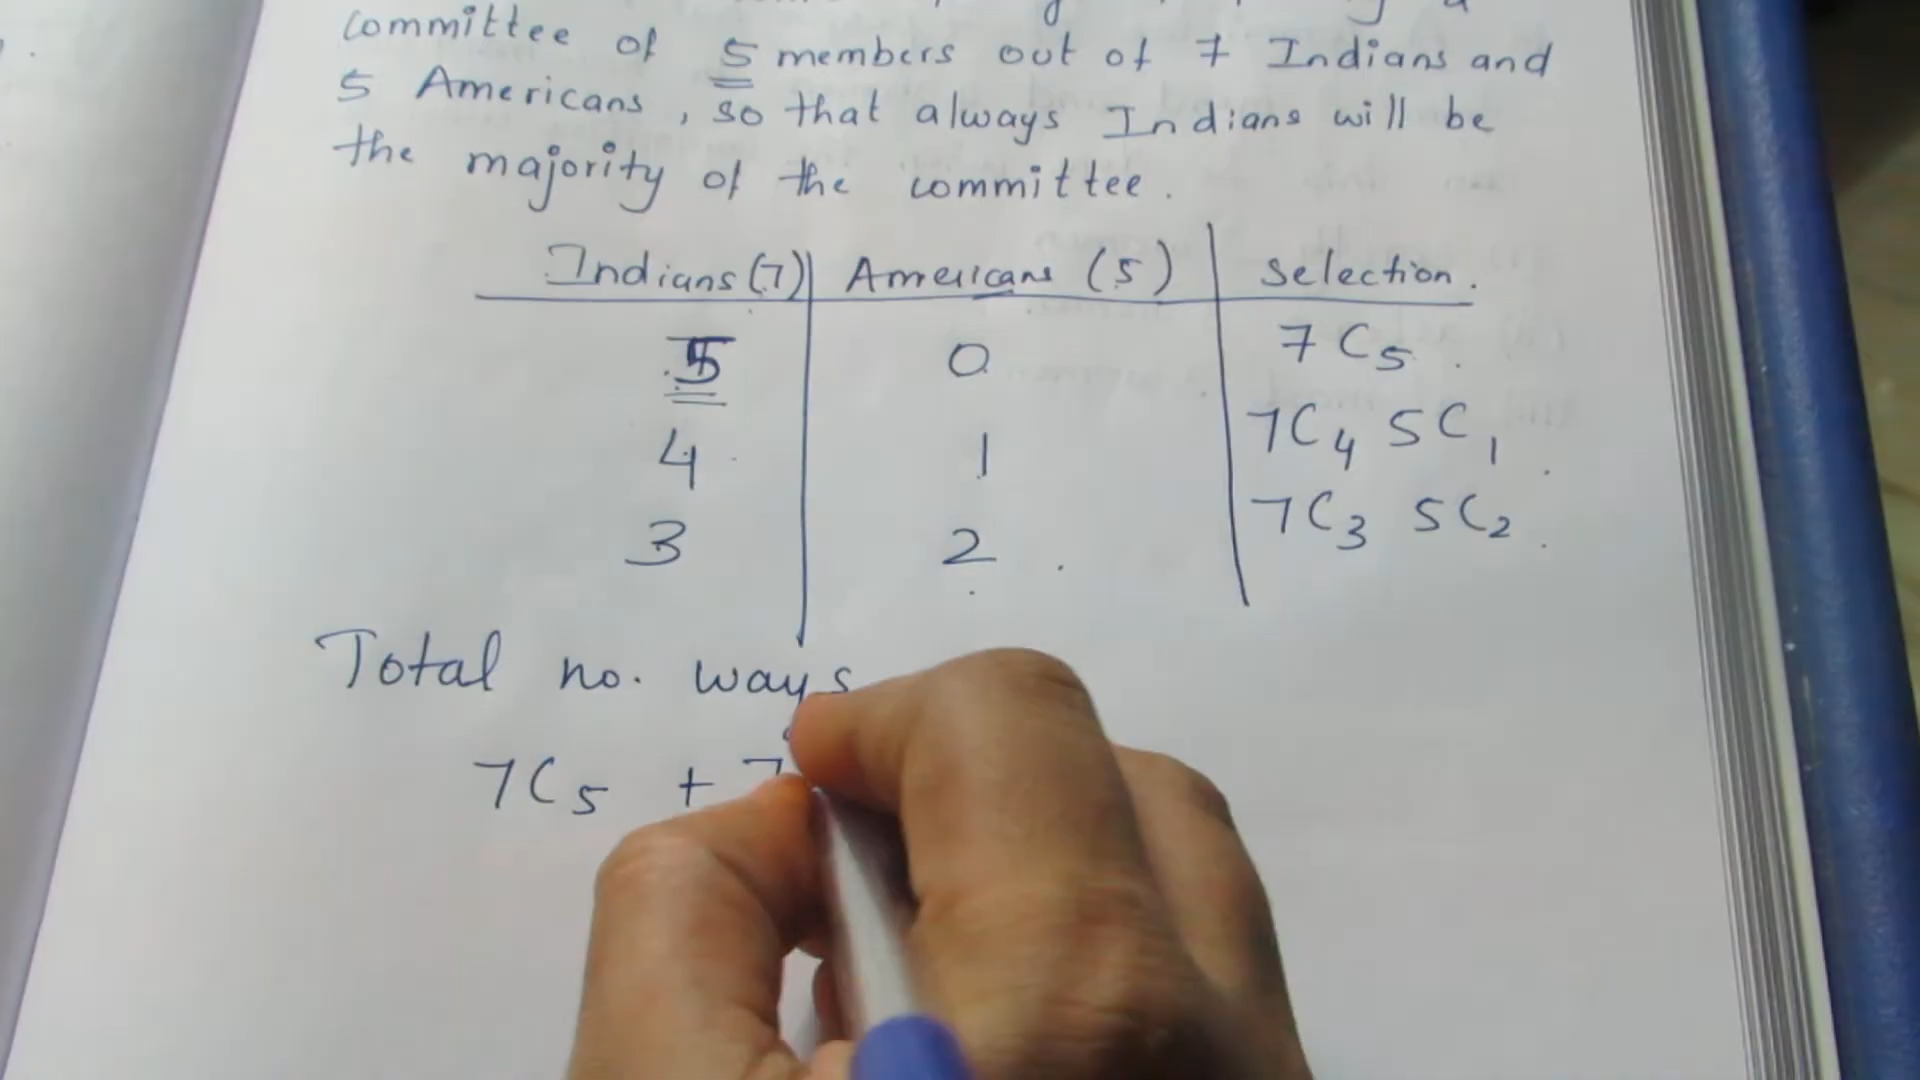 committee of 5 members out of 7 Indians and
5 Americans, so that always Indians will be
the majority of the committee.
Indians (7) Americans (5) Selection.
5 0 7C5
4 1 7C4 5C1
3 2 7C3 5C2
Total no. ways
7C5 + 7